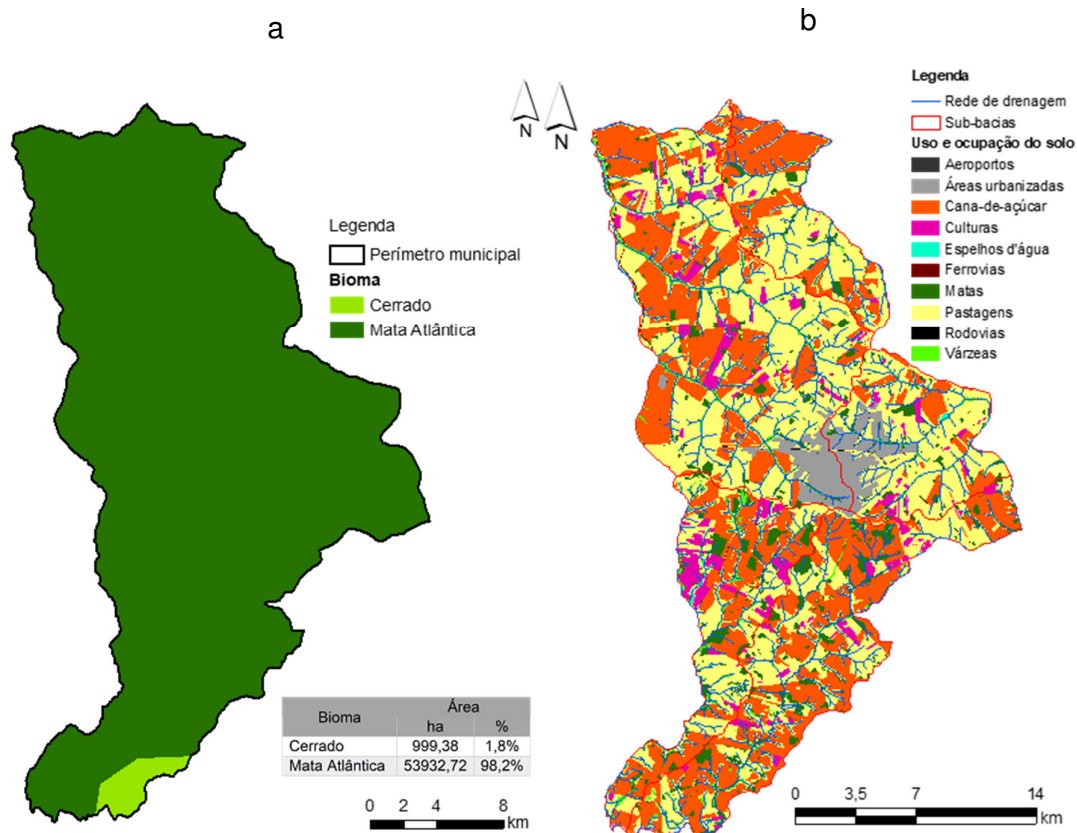 a
b
Legenda
Perímetro municipal
Bioma
Cerrado
Mata Atlântica
Bioma
Área
ha
%
Cerrado
999,38
1,8%
Mata Atlântica
53932,72
98,2%
0 2 4 8
km
N
N
Legenda
Rede de drenagem
Sub-bacias
Uso e ocupação do solo
Aeroportos
Áreas urbanizadas
Cana-de-açúcar
Culturas
Espelhos d'água
Ferrovias
Matas
Pastagens
Rodovias
Várzeas
0 3,5 7 14
km